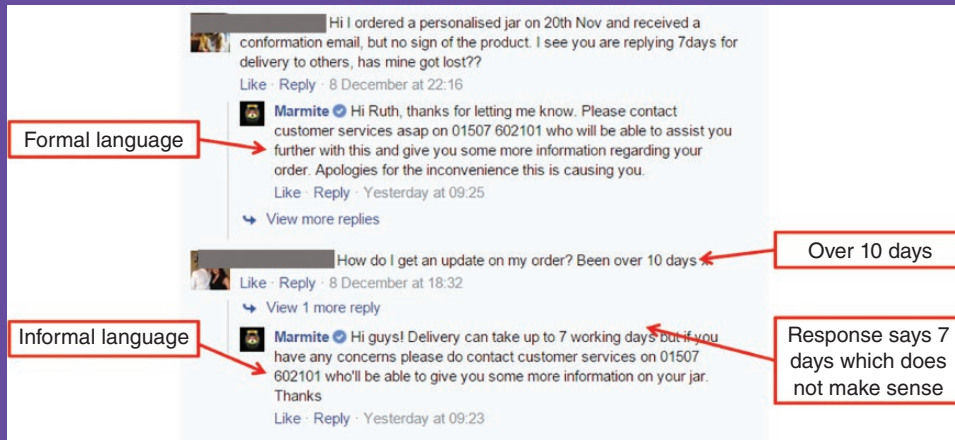 Hi I ordered a personalised jar on 20th Nov and received a
conformation email, but no sign of the product. I see you are replying 7days for
delivery to others, has mine got lost??
Like · Reply · 8 December at 22:16
Marmite Hi Ruth, thanks for letting me know. Please contact
customer services asap on 01507 602101 who will be able to assist you
further with this and give you some more information regarding your
order. Apologies for the inconvenience this is causing you.
Like · Reply · Yesterday at 09:25
View more replies
Formal language
How do I get an update on my order? Been over 10 days
Like · Reply · 8 December at 18:32
View 1 more reply
Over 10 days
Marmite Hi guys! Delivery can take up to 7 working days but if you
have any concerns please do contact customer services on 01507
602101 who'll be able to give you some more information on your jar.
Thanks
Like · Reply · Yesterday at 09:23
Informal language
Response says 7
days which does
not make sense